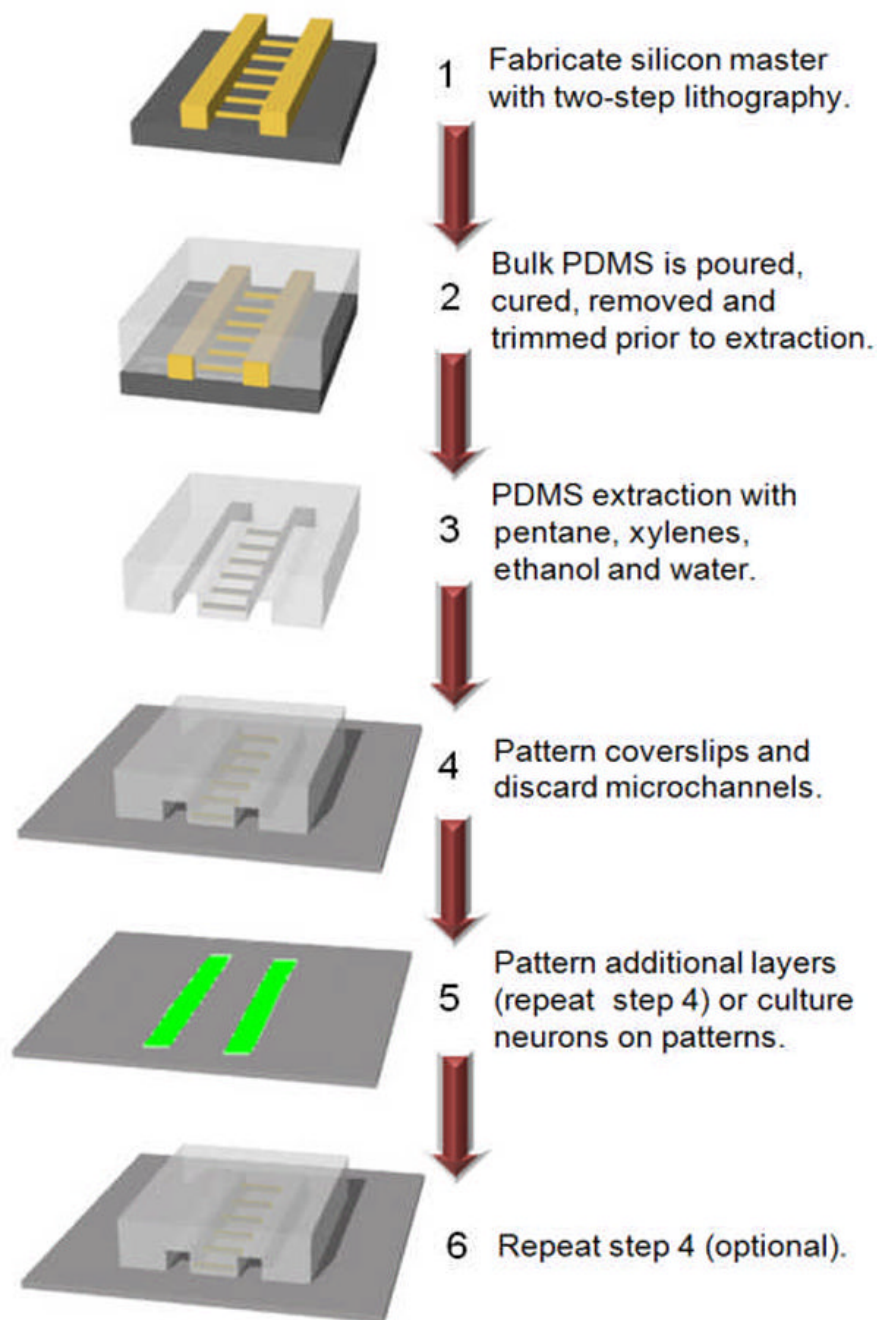 1
Fabricate silicon master
with two-step lithography.
2
Bulk PDMS is poured,
cured, removed and
trimmed prior to extraction.
3
PDMS extraction with
pentane, xylenes,
ethanol and water.
4
Pattern coverslips and
discard microchannels.
5
Pattern additional layers
(repeat step 4) or culture
neurons on patterns.
6
Repeat step 4 (optional).